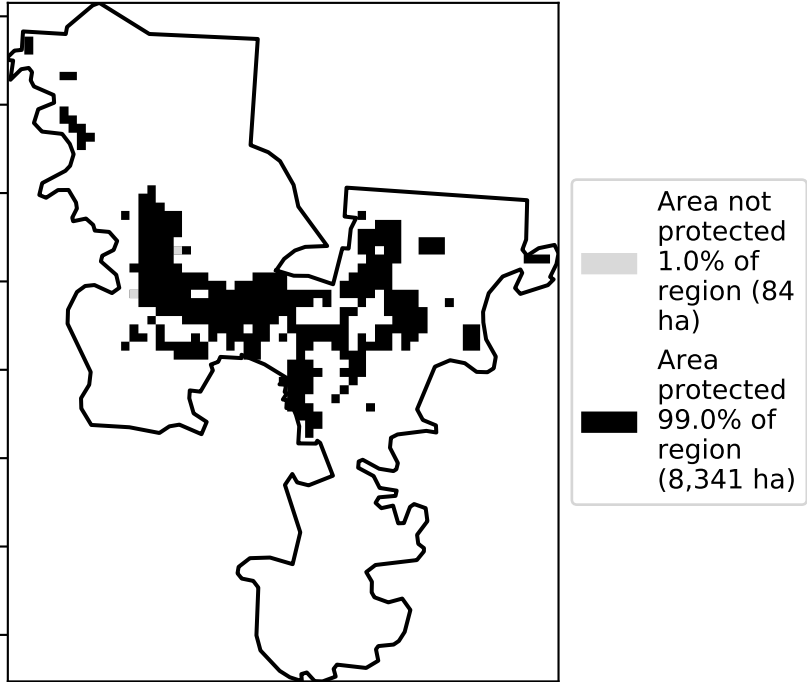 Area not
protected
1.0% of
region (84
ha)
Area
protected
99.0% of
region
(8,341 ha)